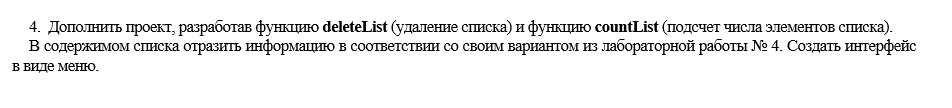 4. Дополнить проект, разработав функцию deleteList (удаление списка) и функцию countList (подсчет числа элементов списка).
В содержимом списка отразить информацию в соответствии со своим вариантом из лабораторной работы № 4. Создать интерфейс
в виде меню.